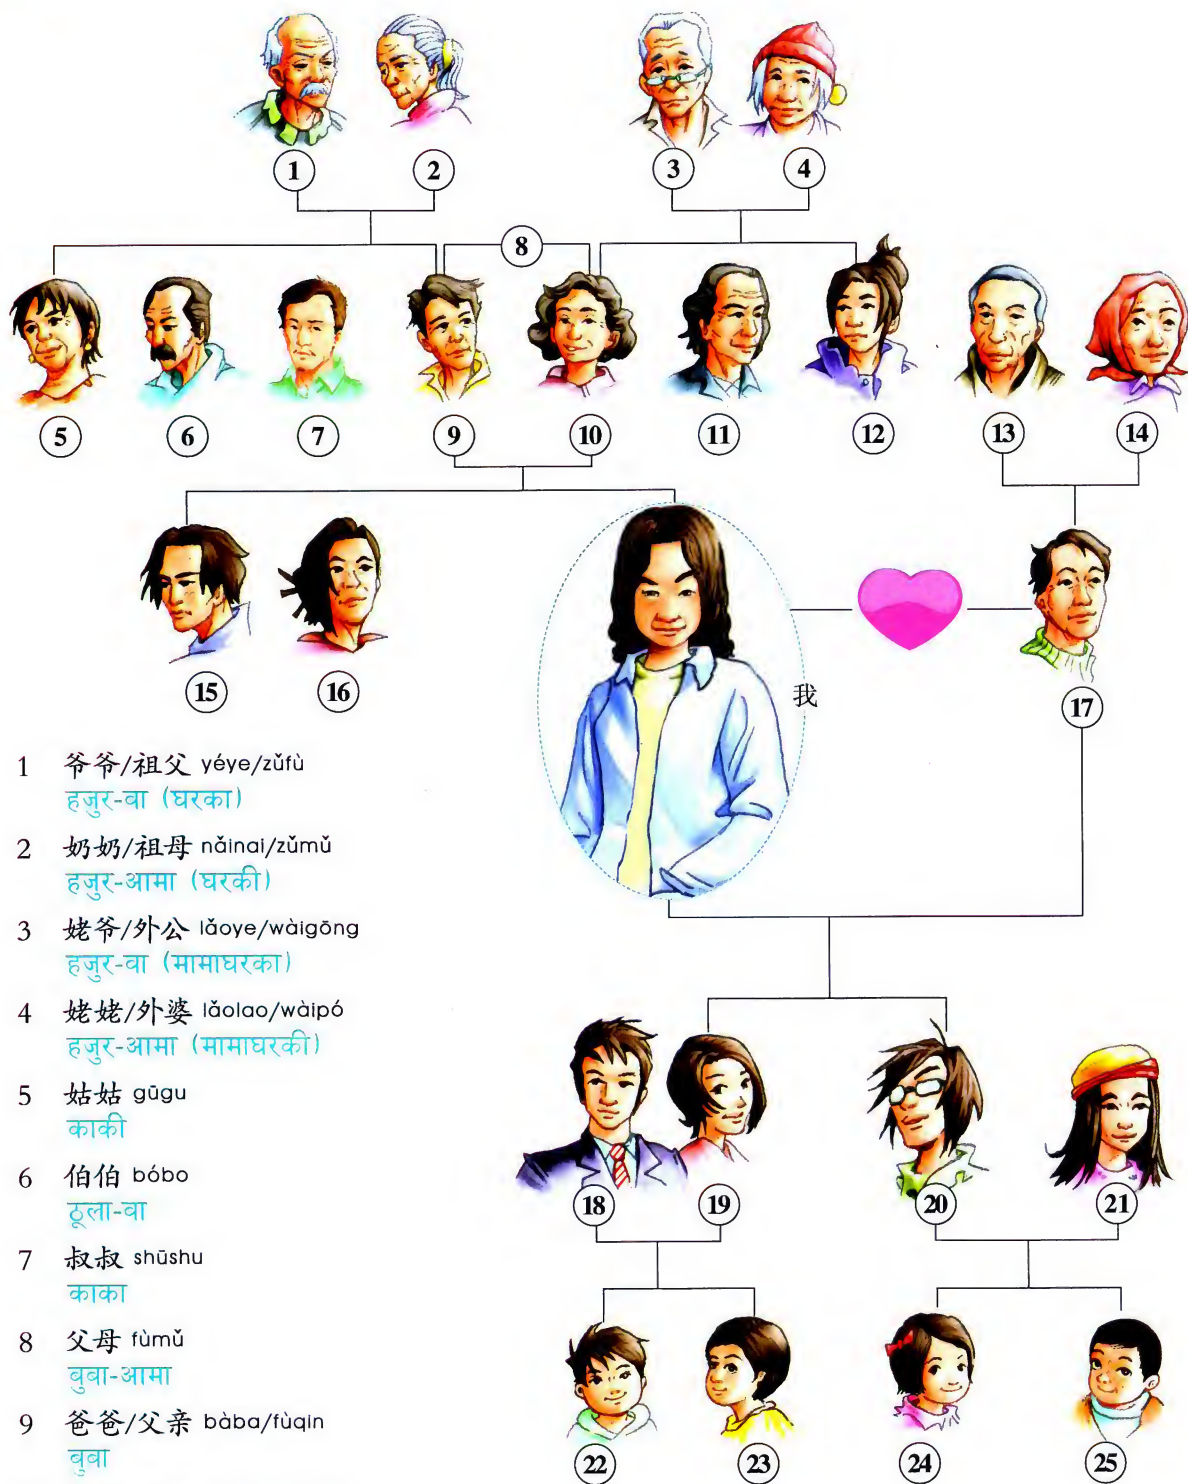 1
2
3
4
8
5
6
7
9
10
11
12
13
14
15
16
我
17
1 爷爷/祖父 yéye/zǔfù
हजुर-वा (घरका)
2 奶奶/祖母 nǎinai/zǔmǔ
हजुर-आमा (घरकी)
3 姥爷/外公 lǎoye/wàigōng
हजुर-वा (मामाघरका)
4 姥姥/外婆 lǎolao/wàipó
हजुर-आमा (मामाघरकी)
5 姑姑 gūgu
काकी
6 伯伯 bóbo
ठूला-वा
7 叔叔 shūshu
काका
8 父母 fùmǔ
बुबा-आमा
9 爸爸/父亲 bàba/fùqin
बुबा
18
19
20
21
22
23
24
25